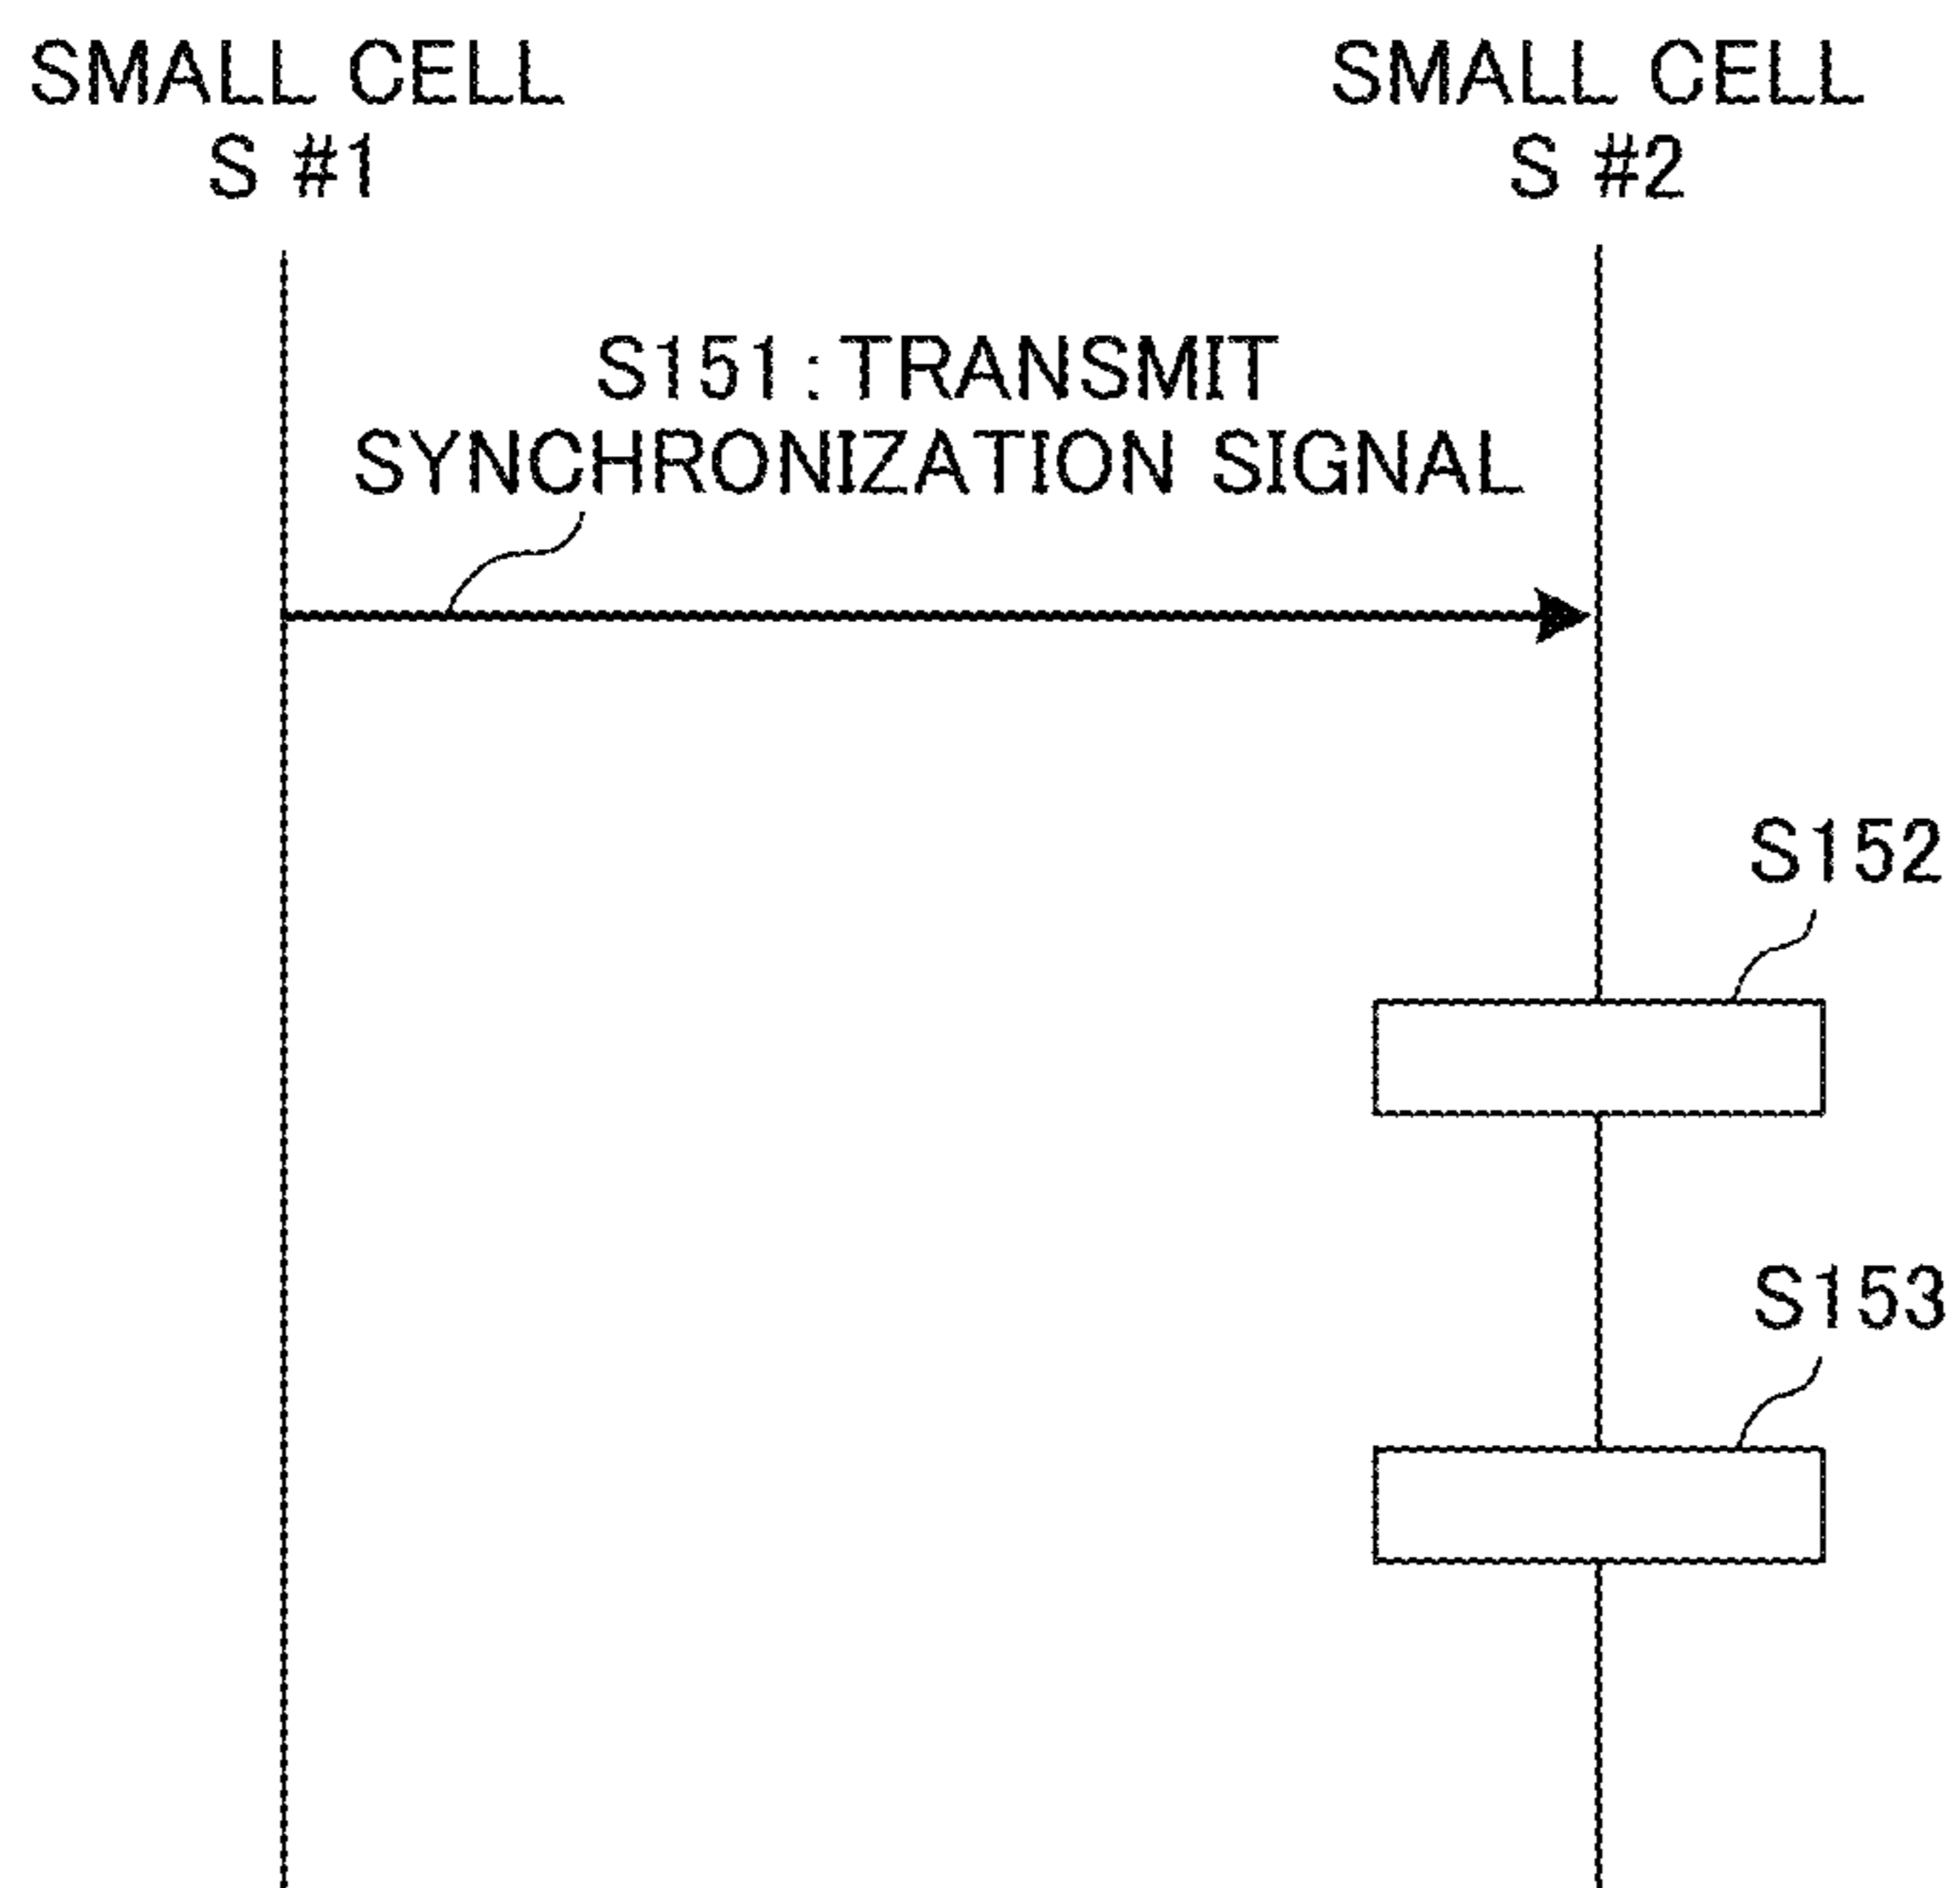 SMALL CELL
S #1
SMALL CELL
S #2
S151:TRANSMIT
SYNCHRONIZATION SIGNAL
S152
S153